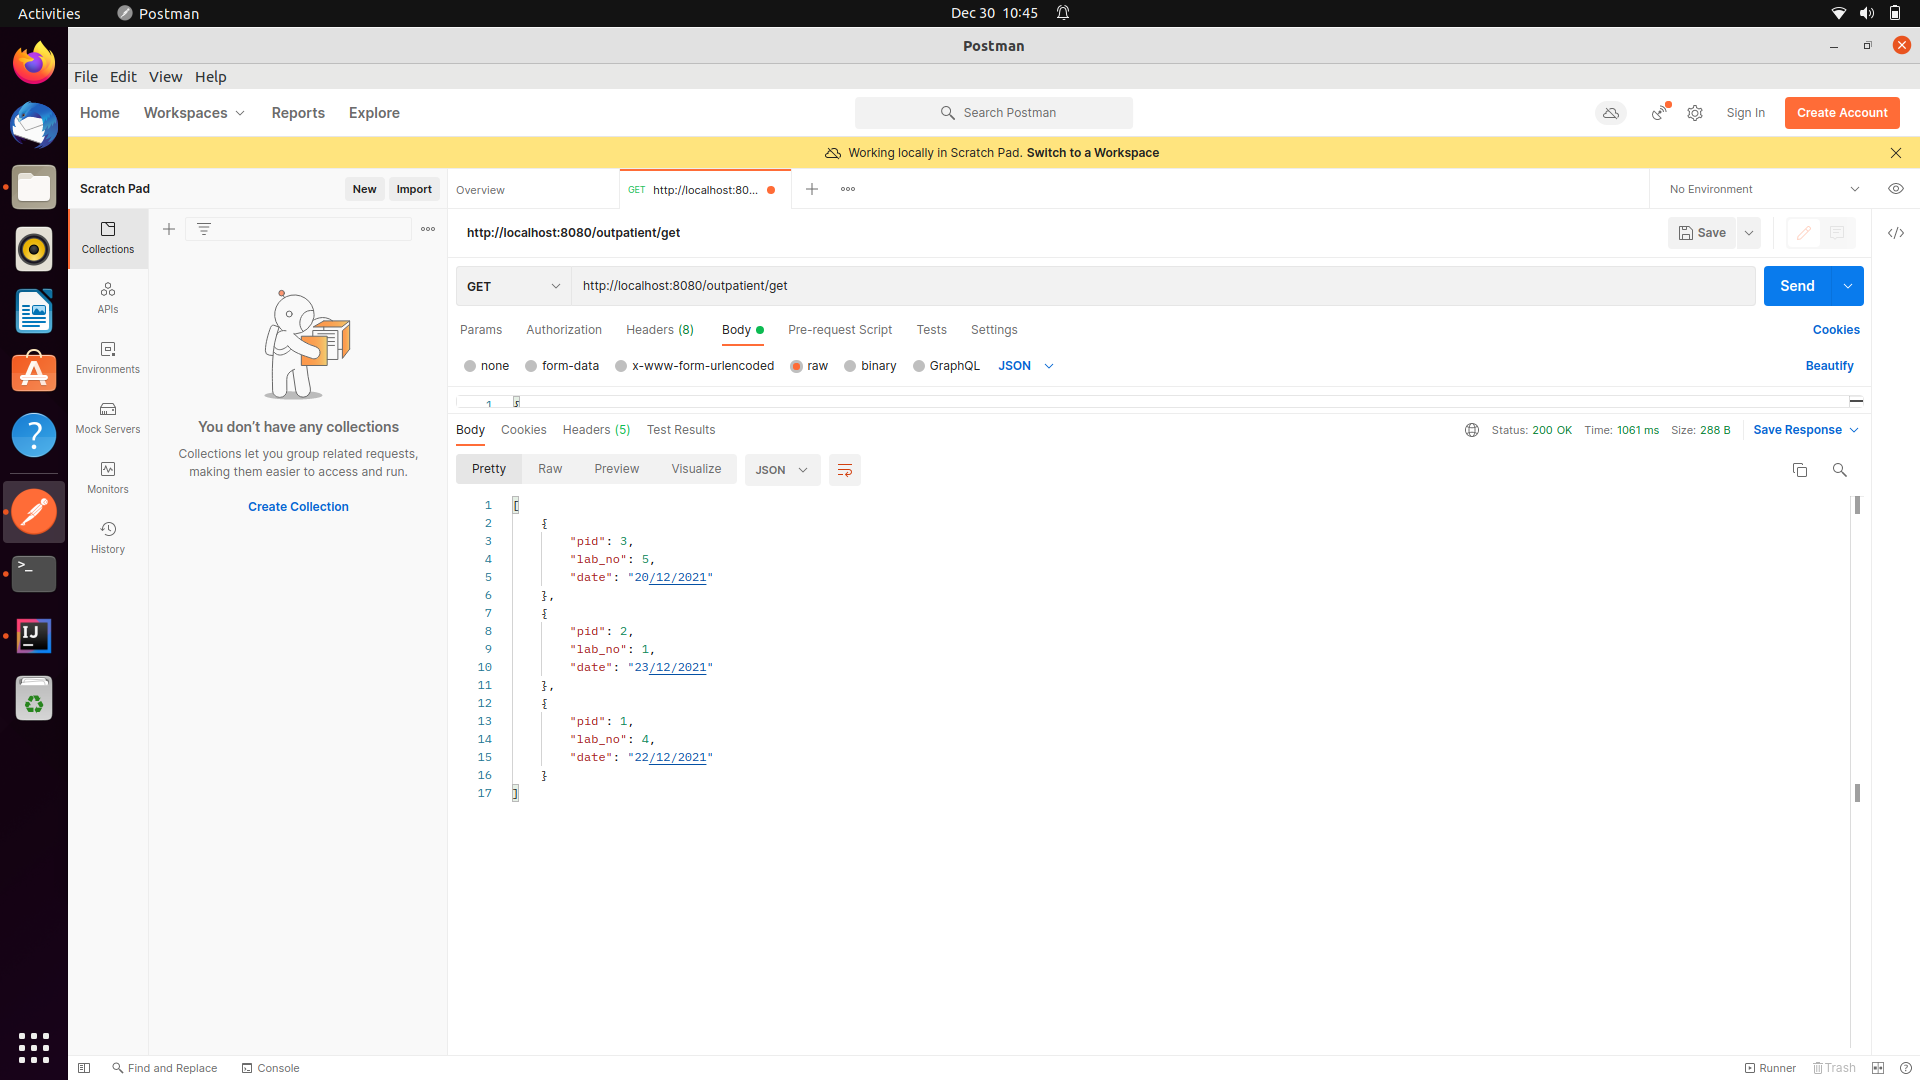 Activities Postman Dec 30 10:45
Postman
File Edit View Help
Home Workspaces Reports Explore Search Postman Sign In Create Account
Working locally in Scratch Pad. Switch to a Workspace
Scratch Pad New Import Overview GET http://localhost:80... No Environment
Collections
http://localhost:8080/outpatient/get Save
APIs
GET http://localhost:8080/outpatient/get Send
Params Authorization Headers (8) Body Pre-request Script Tests Settings Cookies
Environments
none form-data x-www-form-urlencoded raw binary GraphQL JSON Beautify
1 {
Mock Servers
You don't have any collections
Collections let you group related requests,
making them easier to access and run.
Create Collection
Monitors
History
Body Cookies Headers (5) Test Results Status: 200 OK Time: 1061 ms Size: 288 B Save Response
Pretty Raw Preview Visualize JSON
1 [
2 {
3 "pid": 3,
4 "lab_no": 5,
5 "date": "20/12/2021"
6 },
7 {
8 "pid": 2,
9 "lab_no": 1,
10 "date": "23/12/2021"
11 },
12 {
13 "pid": 1,
14 "lab_no": 4,
15 "date": "22/12/2021"
16 }
17 ]
Find and Replace Console Runner Trash